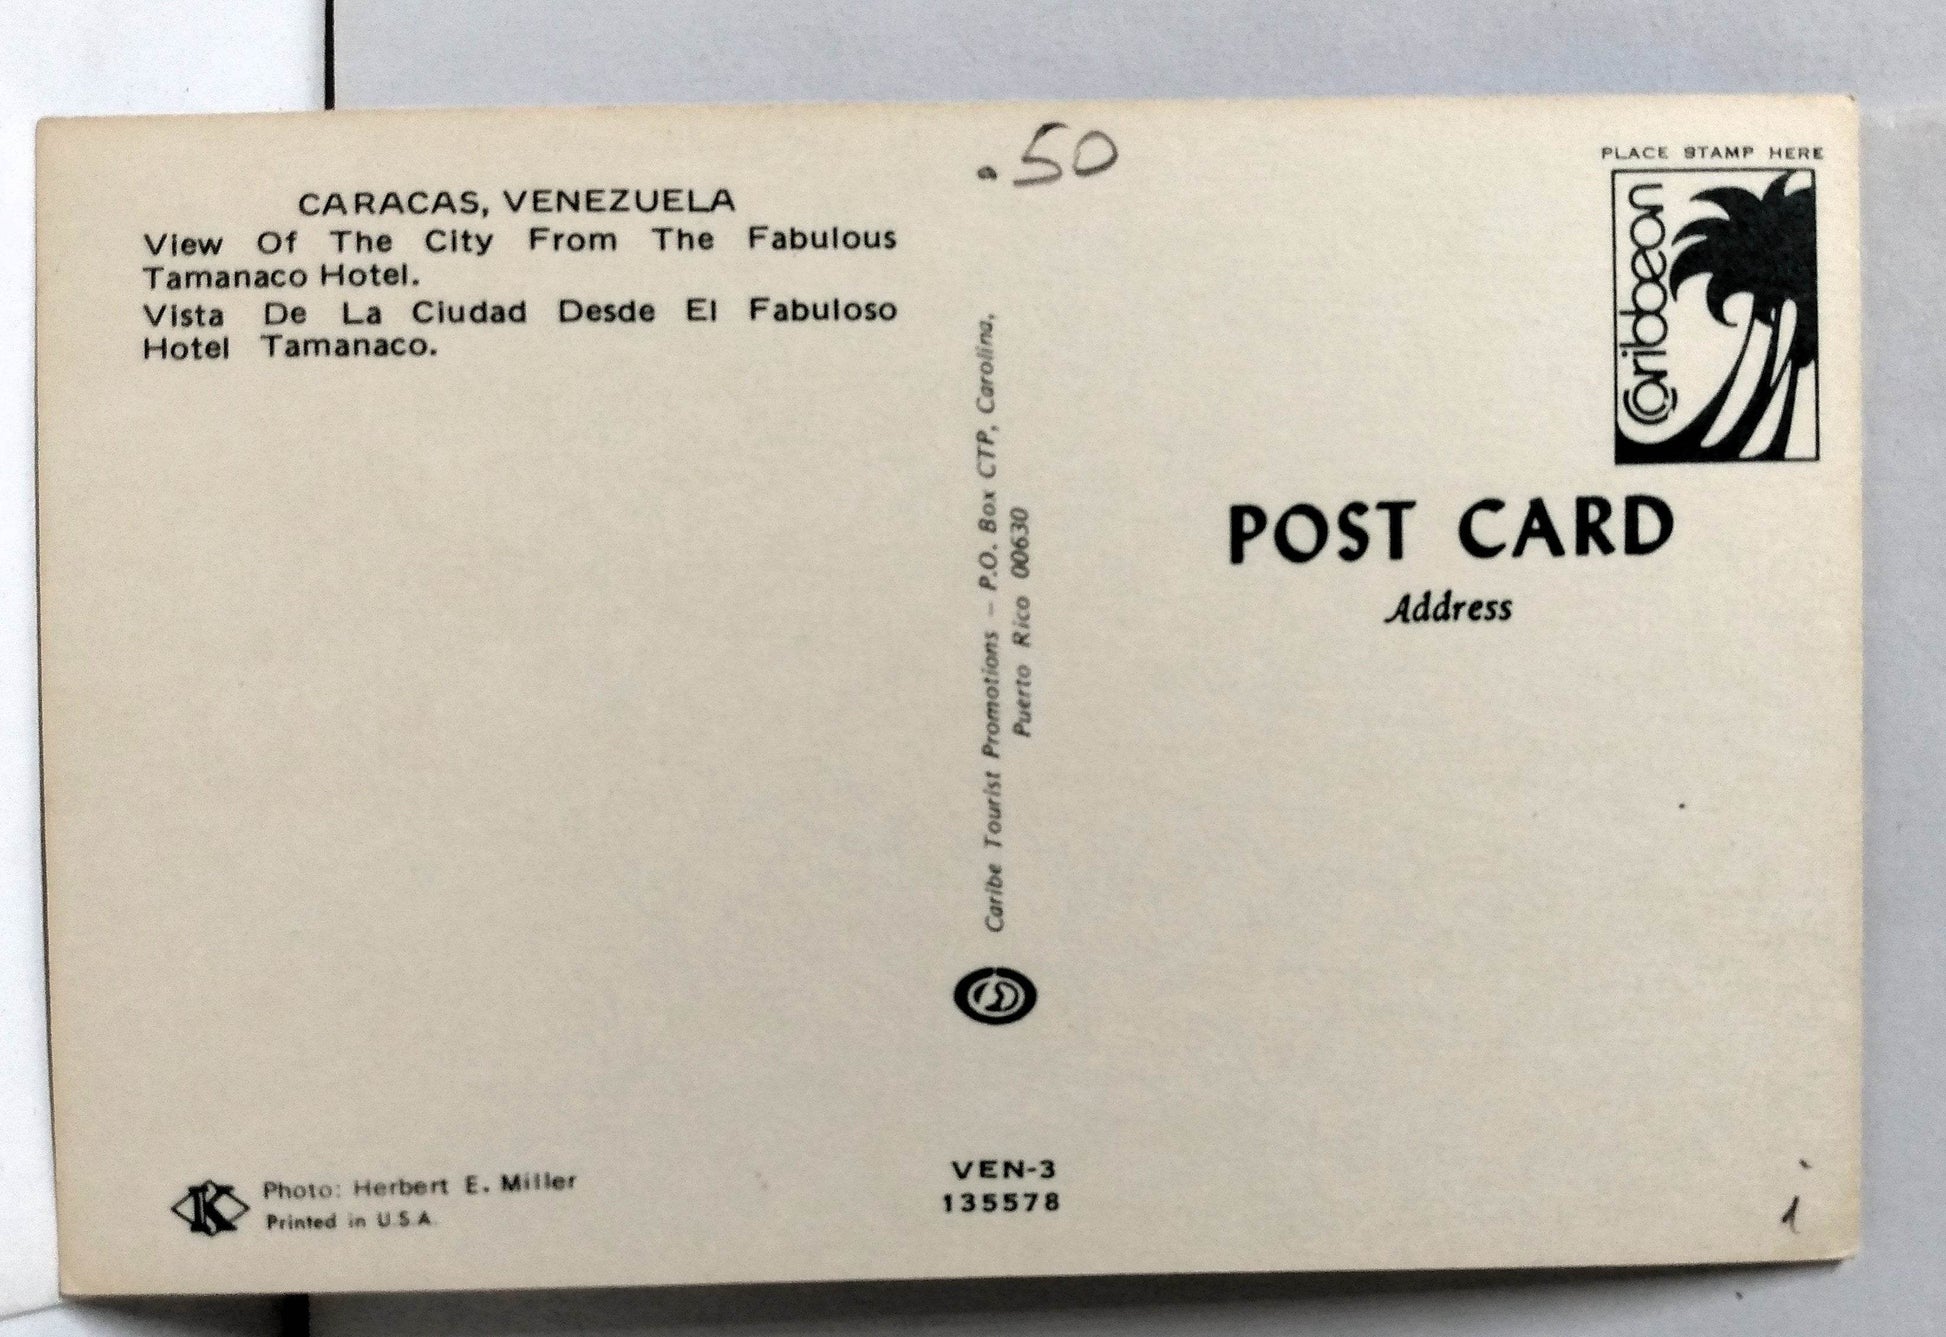 .50
CARACAS, VENEZUELA
View Of The City From The Fabulous
Tamanaco Hotel.
Vista De La Ciudad Desde El Fabuloso
Hotel Tamanaco.
Caribe Tourist Promotions – P.O. Box CTP, Carolina,
Puerto Rico 00630
PLACE STAMP HERE
Caribbean
POST CARD
Address
K
Photo: Herbert E. Miller
Printed in U.S.A.
VEN-3
135578
1